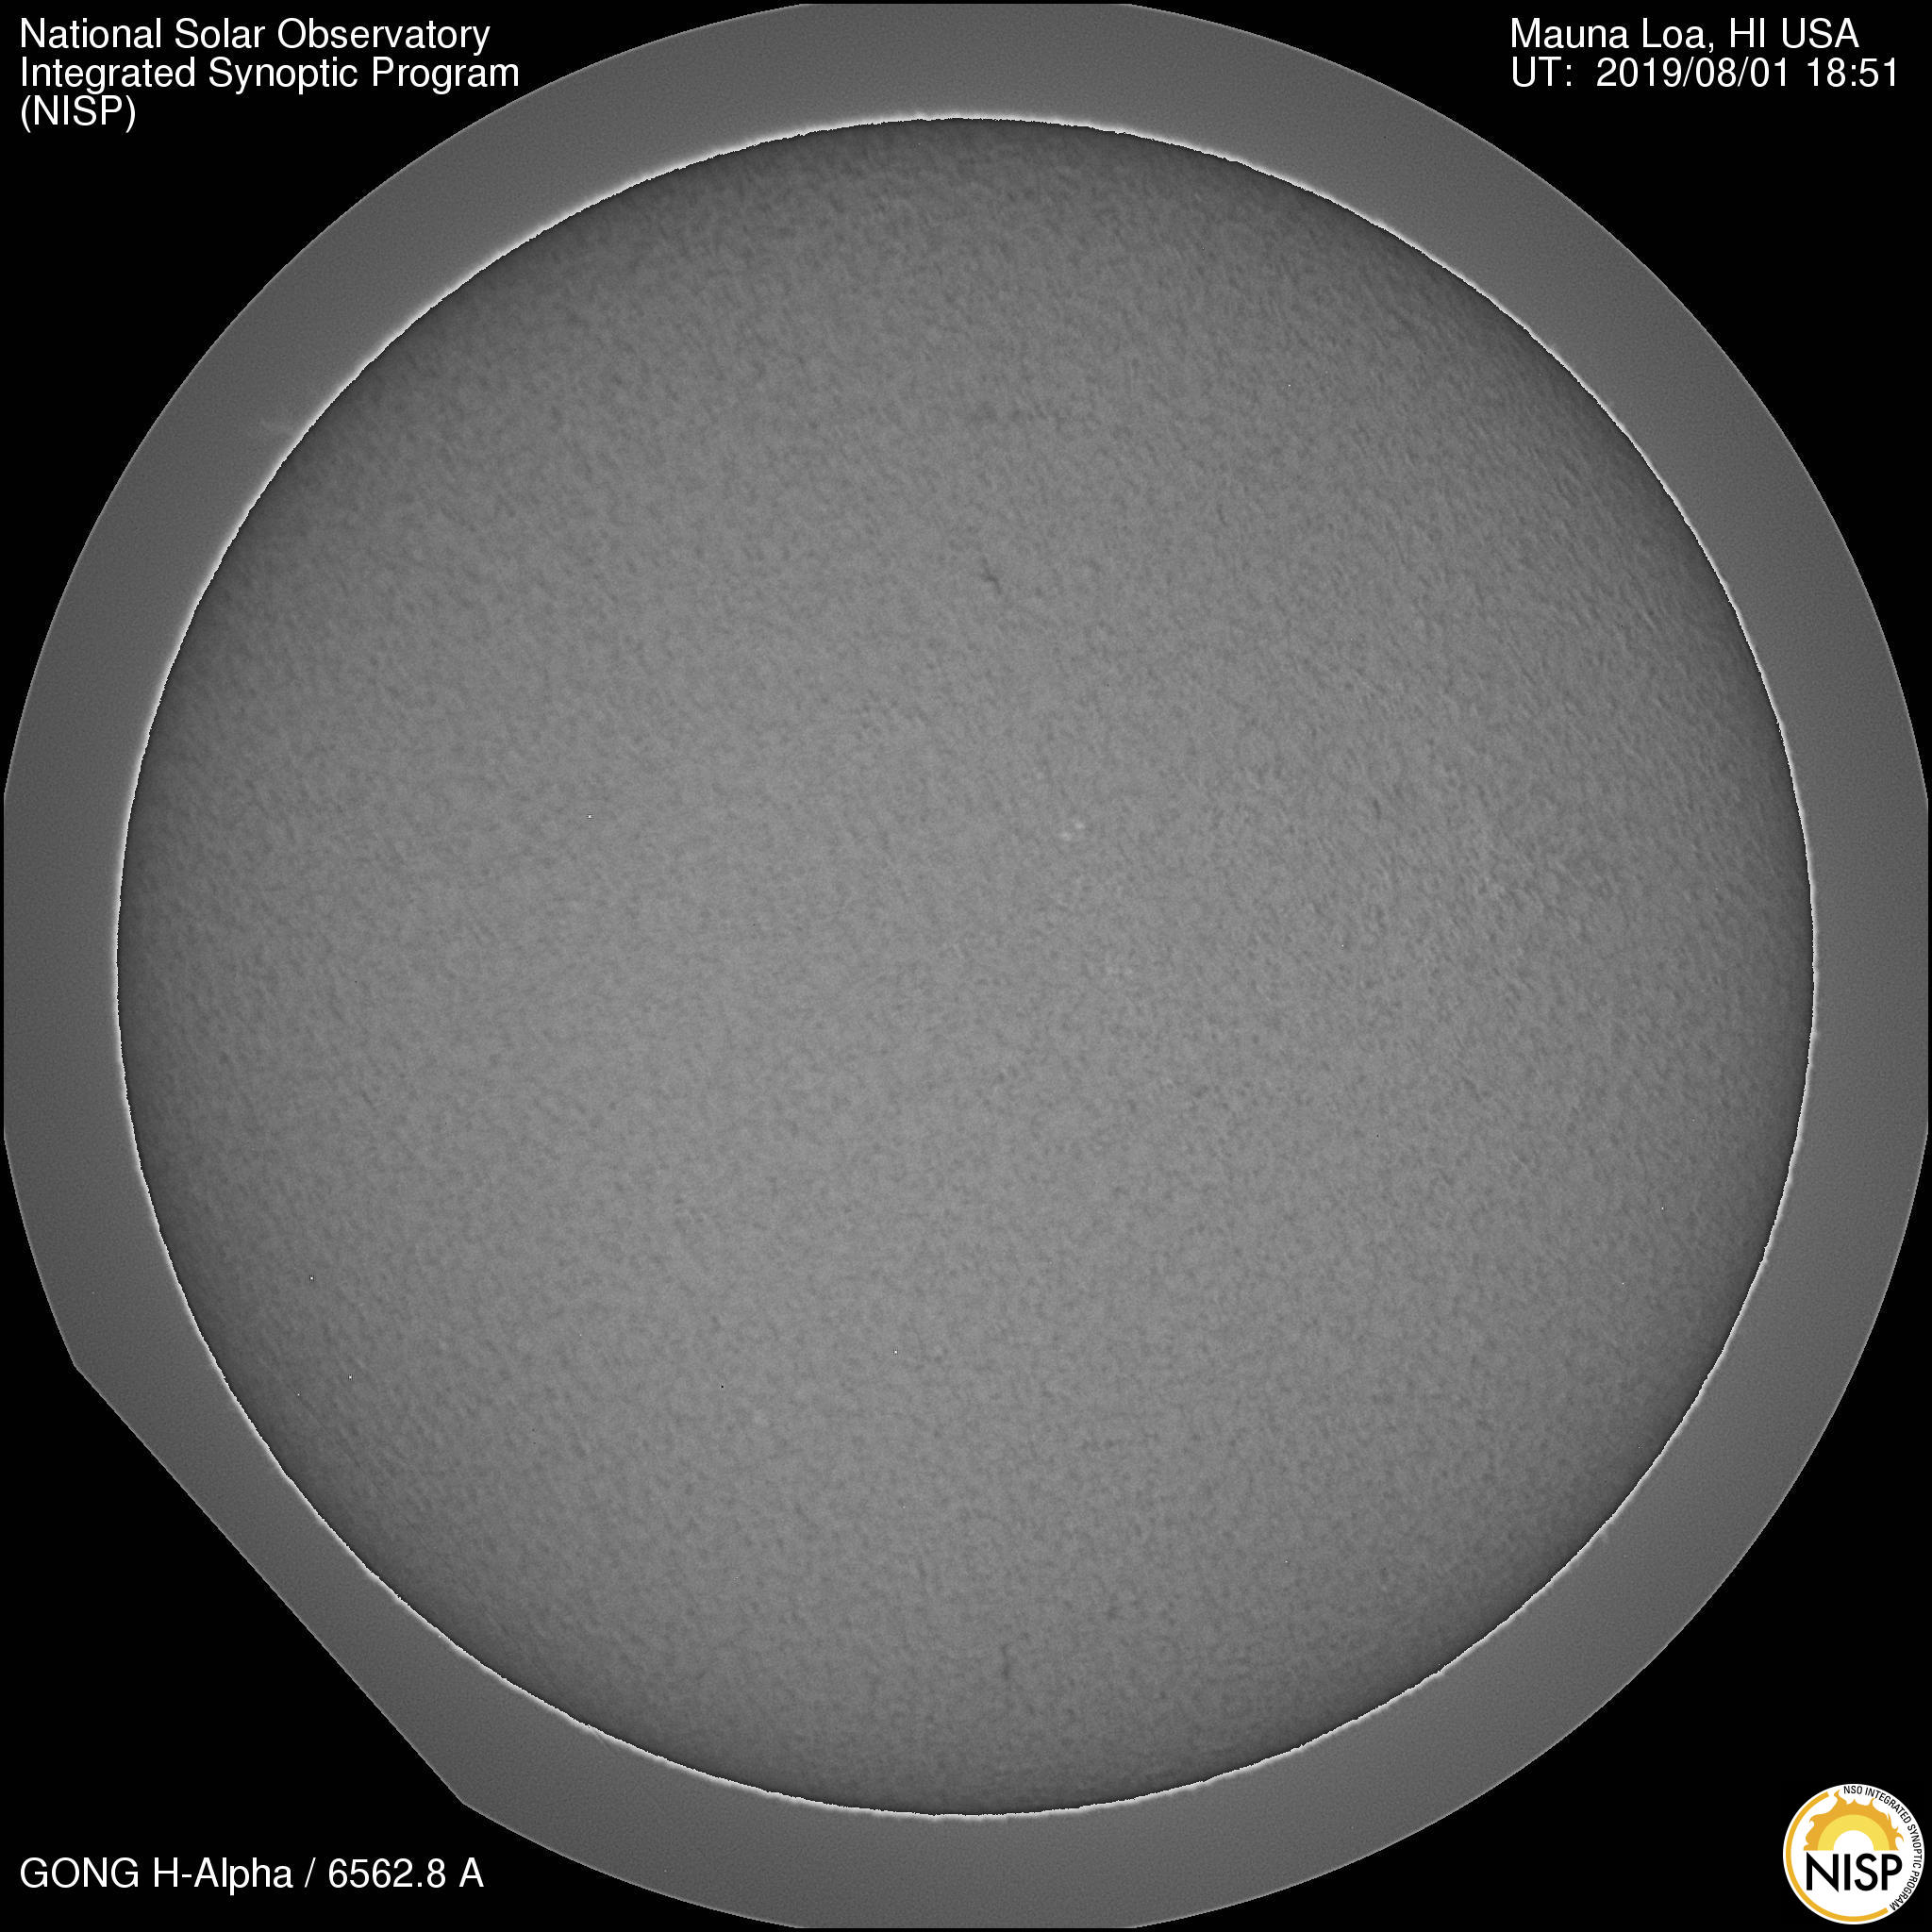 National Solar Observatory
Integrated Synoptic Program
(NISP)
Mauna Loa, HI USA
UT: 2019/08/01 18:51
GONG H-Alpha / 6562.8 A
NSO INTEGRATED SYNOPTIC PROGRAM
NISP